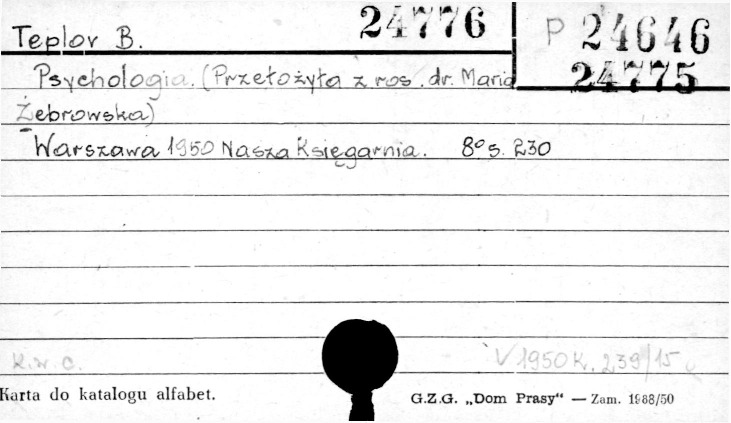 24776
P 24646
Teplov B.
24775
Psychologia. (Przełożyła z ros. dr. Maria
Żebrowska)
Warszawa 1950 Nasza Księgarnia. 8° s. 230
K. w. c.
V 1950 K. 239/15
Karta do katalogu alfabet.
G.Z.G. „Dom Prasy“ — Zam. 1988/50